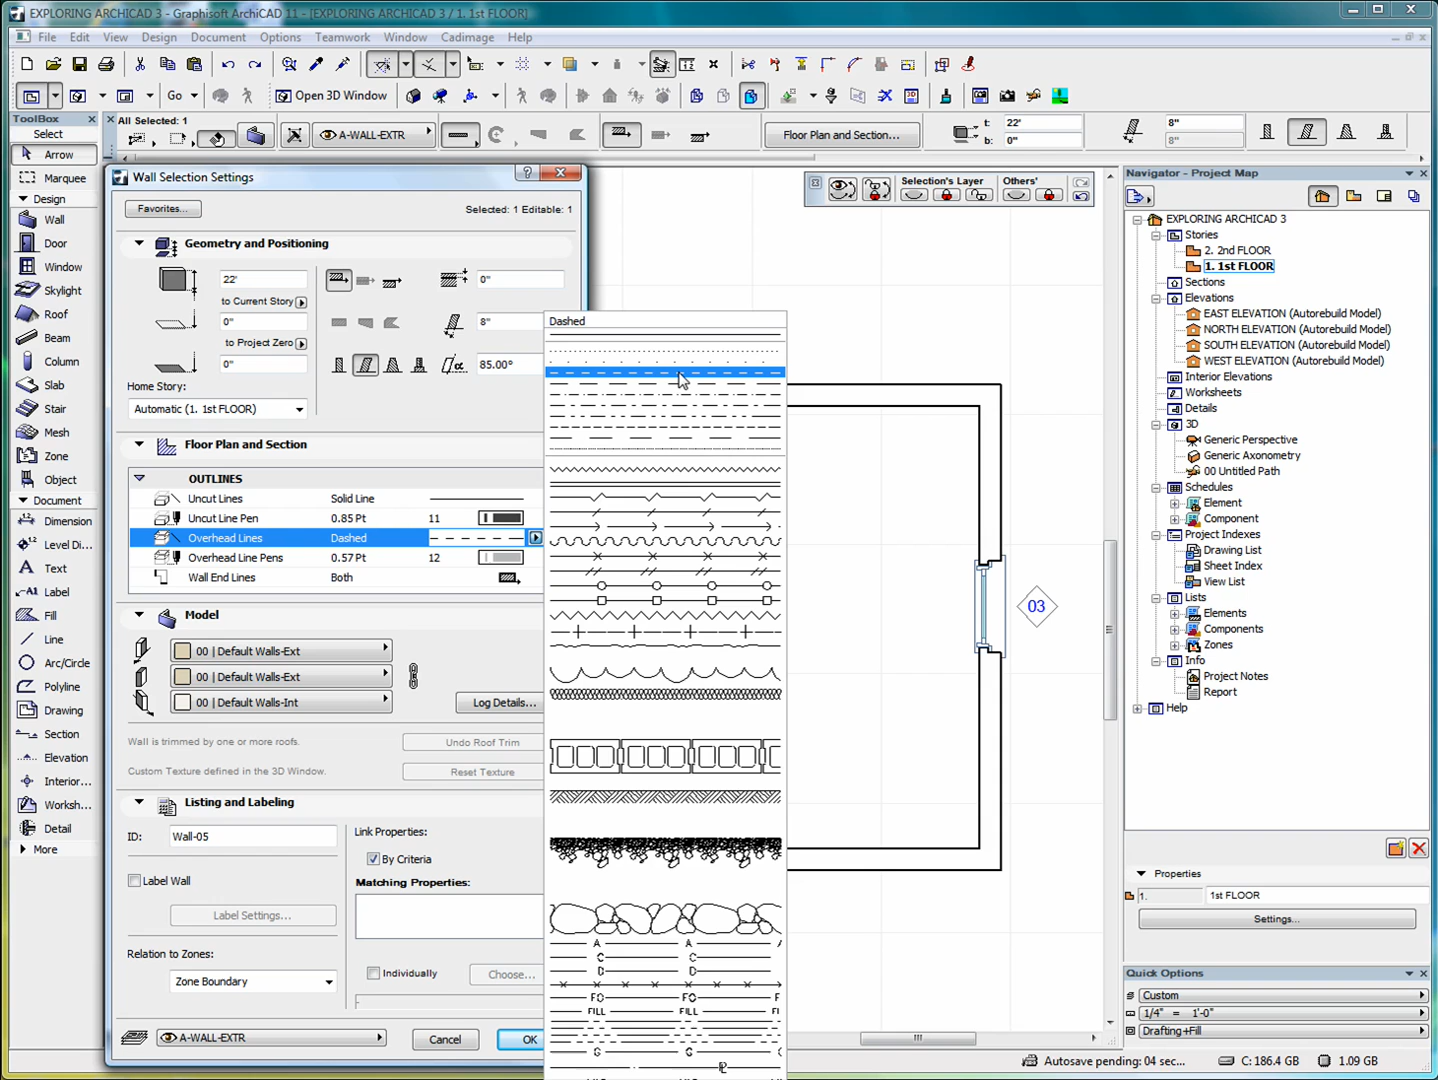 EXPLORING ARCHICAD 3 - Graphisoft ArchiCAD 11 - [EXPLORING ARCHICAD 3 / 1. 1st FLOOR]
File Edit View Design Document Options Teamwork Window Cadimage Help
Go
Open 3D Window
ToolBox
Select
Arrow
Marquee
Design
Wall
Door
Window
Skylight
Roof
Beam
Column
Slab
Stair
Mesh
Zone
Object
Document
Dimension
Level Di...
Text
Label
Fill
Line
Arc/Circle
Polyline
Drawing
Section
Elevation
Interior...
Worksh...
Detail
More
All Selected: 1
A-WALL-EXTR
Floor Plan and Section...
t: 22'
b: 0"
8"
8"
Wall Selection Settings
Favorites...
Selected: 1 Editable: 1
Geometry and Positioning
22'
0"
to Current Story
0"
8"
to Project Zero
0"
85.00°
Home Story:
Automatic (1. 1st FLOOR)
Floor Plan and Section
OUTLINES
Uncut Lines Solid Line
Uncut Line Pen 0.85 Pt 11
Overhead Lines Dashed
Overhead Line Pens 0.57 Pt 12
Wall End Lines Both
Model
00 | Default Walls-Ext
00 | Default Walls-Ext
00 | Default Walls-Int
Log Details...
Wall is trimmed by one or more roofs.
Undo Roof Trim
Custom Texture defined in the 3D Window.
Reset Texture
Listing and Labeling
ID: Wall-05
Link Properties:
By Criteria
Label Wall
Matching Properties:
Label Settings...
Relation to Zones:
Zone Boundary
Individually
Choose...
A-WALL-EXTR
Cancel
OK
Dashed
A A
C C
D D
FO FO
FILL FILL
G G
Selection's Layer
Others'
03
Navigator - Project Map
EXPLORING ARCHICAD 3
Stories
2. 2nd FLOOR
1. 1st FLOOR
Sections
Elevations
EAST ELEVATION (Autorebuild Model)
NORTH ELEVATION (Autorebuild Model)
SOUTH ELEVATION (Autorebuild Model)
WEST ELEVATION (Autorebuild Model)
Interior Elevations
Worksheets
Details
3D
Generic Perspective
Generic Axonometry
00 Untitled Path
Schedules
Element
Component
Project Indexes
Drawing List
Sheet Index
View List
Lists
Elements
Components
Zones
Info
Project Notes
Report
Help
Properties
1. 1st FLOOR
Settings...
Quick Options
Custom
1/4" = 1'-0"
Drafting+Fill
Autosave pending: 04 sec...
C: 186.4 GB
1.09 GB